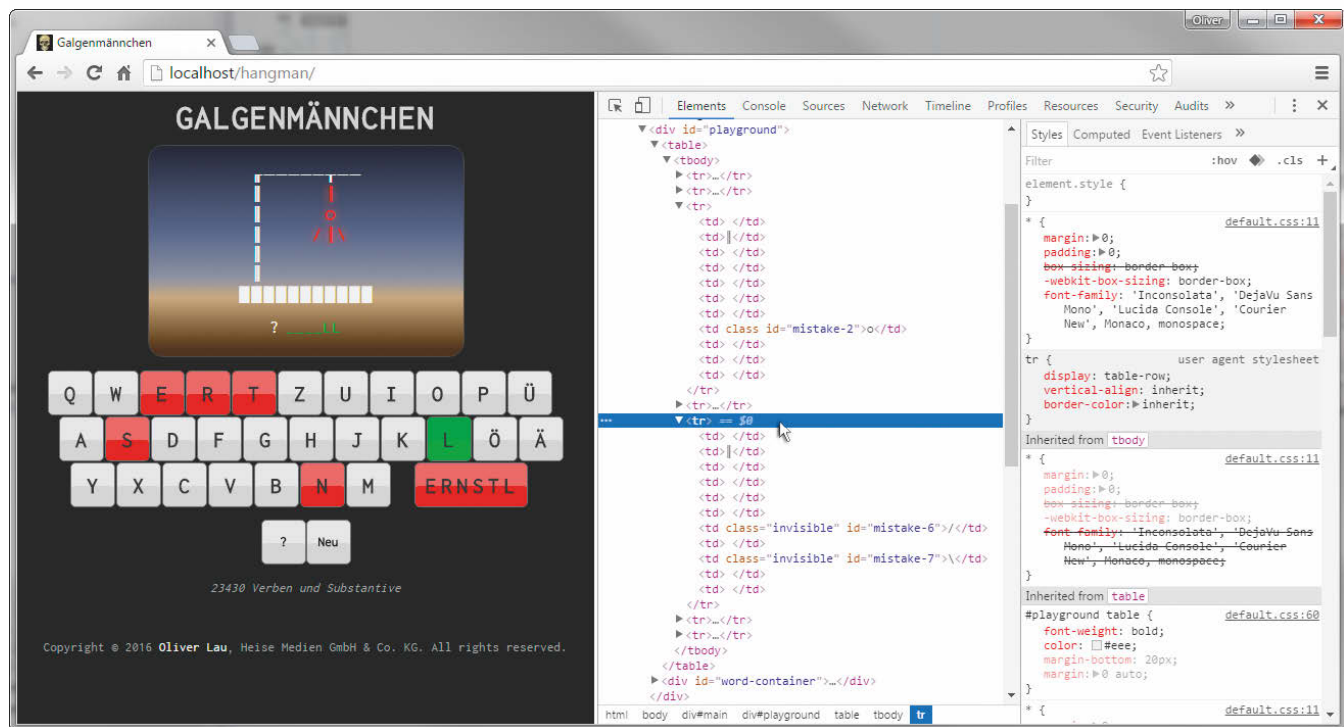 Oliver
Galgenmännchen
localhost/hangman/
GALGENMÄNNCHEN
o
/|\
? ____LL
Q W E R T Z U I O P Ü
A S D F G H J K L Ö Ä
Y X C V B N M ERNSTL
? Neu
23430 Verben und Substantive
Copyright © 2016 Oliver Lau, Heise Medien GmbH & Co. KG. All rights reserved.
Elements Console Sources Network Timeline Profiles Resources Security Audits »
▼<div id="playground">
▼<table>
▼<tbody>
▶<tr>…</tr>
▶<tr>…</tr>
▼<tr>
<td> </td>
<td>‖</td>
<td> </td>
<td> </td>
<td> </td>
<td> </td>
<td> </td>
<td class id="mistake-2">o</td>
<td> </td>
<td> </td>
<td> </td>
</tr>
▶<tr>…</tr>
▼<tr> == $0
<td> </td>
<td>‖</td>
<td> </td>
<td> </td>
<td> </td>
<td> </td>
<td class="invisible" id="mistake-6">/</td>
<td> </td>
<td class="invisible" id="mistake-7">\</td>
<td> </td>
<td> </td>
</tr>
▶<tr>…</tr>
▶<tr>…</tr>
</tbody>
</table>
▶<div id="word-container">…</div>
</div>
html body div#main div#playground table tbody tr
Styles Computed Event Listeners »
Filter :hov .cls +
element.style {
}
* { default.css:11
margin:▶0;
padding:▶0;
box-sizing: border-box;
-webkit-box-sizing: border-box;
font-family: 'Inconsolata', 'DejaVu Sans
Mono', 'Lucida Console', 'Courier
New', Monaco, monospace;
}
tr { user agent stylesheet
display: table-row;
vertical-align: inherit;
border-color:▶inherit;
}
Inherited from tbody
* { default.css:11
margin:▶0;
padding:▶0;
box-sizing: border-box;
-webkit-box-sizing: border-box;
font-family: 'Inconsolata', 'DejaVu Sans
Mono', 'Lucida Console', 'Courier
New', Monaco, monospace;
}
Inherited from table
#playground table { default.css:60
font-weight: bold;
color: #eee;
margin-bottom: 20px;
margin:▶0 auto;
}
* { default.css:11